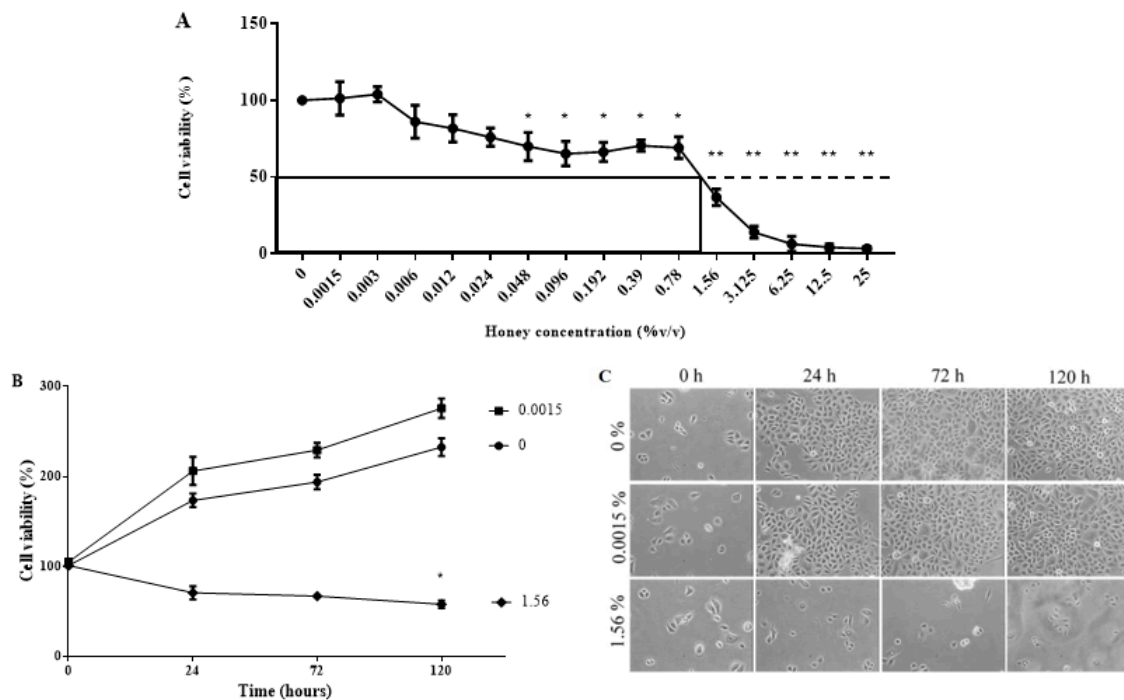 A
150
100
50
0
Cell viability (%)
* * * * *
** ** ** ** **
0 0.0015 0.003 0.006 0.012 0.024 0.048 0.096 0.192 0.39 0.78 1.56 3.125 6.25 12.5 25
Honey concentration (%v/v)
B
300
200
100
0
Cell viability (%)
0.0015
0
*
1.56
0 24 72 120
Time (hours)
C
0 h 24 h 72 h 120 h
0 %
0.0015 %
1.56 %